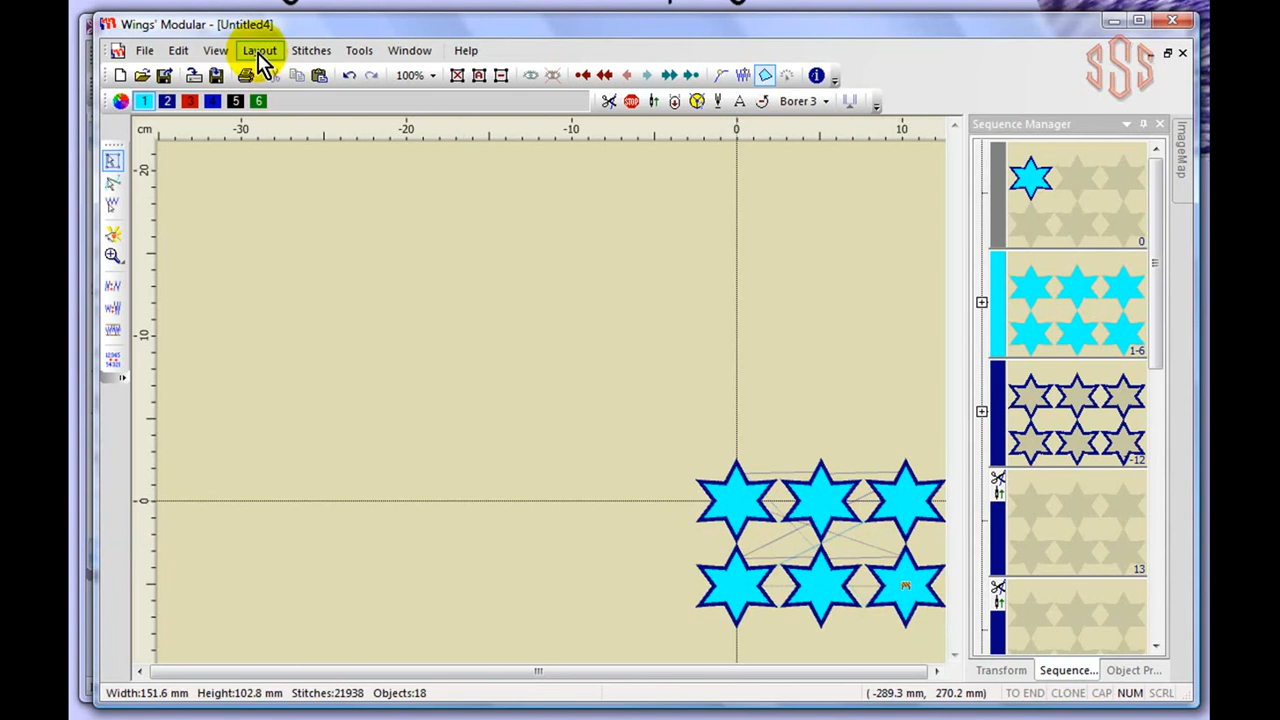 Wings' Modular - [Untitled4]
File Edit View Layout Stitches Tools Window Help
SSS
100%
1 2 3 4 5 6 STOP A Borer 3
cm -30 -20 -10 0 10
Sequence Manager
ImageMap
-20
0
-10
1-6
-12
0
13
Transform Sequence... Object Pr...
Width:151.6 mm Height:102.8 mm Stitches:21938 Objects:18 ( -289.3 mm, 270.2 mm) TO END CLONE CAP NUM SCRL